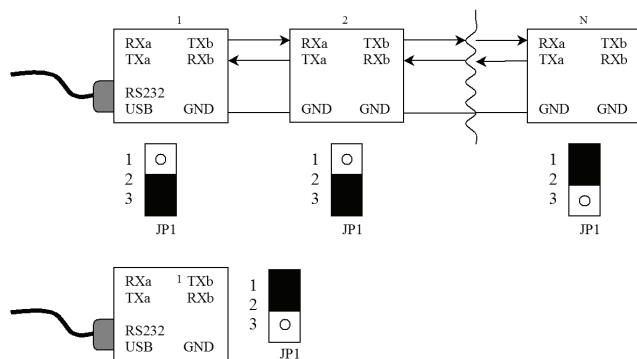 1 2 N
RXa TXb RXa TXb RXa TXb
TXa RXb TXa RXb TXa RXb
RS232
USB GND GND GND GND GND
1 1 1
2 2 2
3 3 3
JP1 JP1 JP1
RXa 1 TXb
TXa RXb
RS232
USB GND
1
2
3
JP1